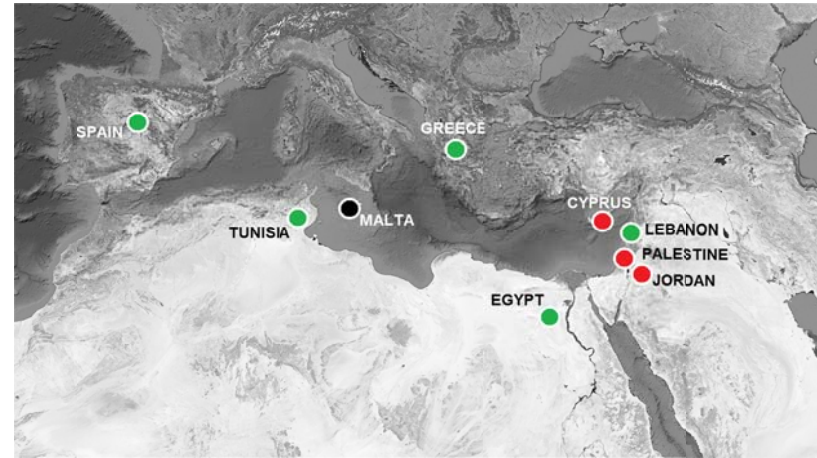 SPAIN
GREECE
CYPRUS
MALTA
TUNISIA
LEBANON
PALESTINE
JORDAN
EGYPT